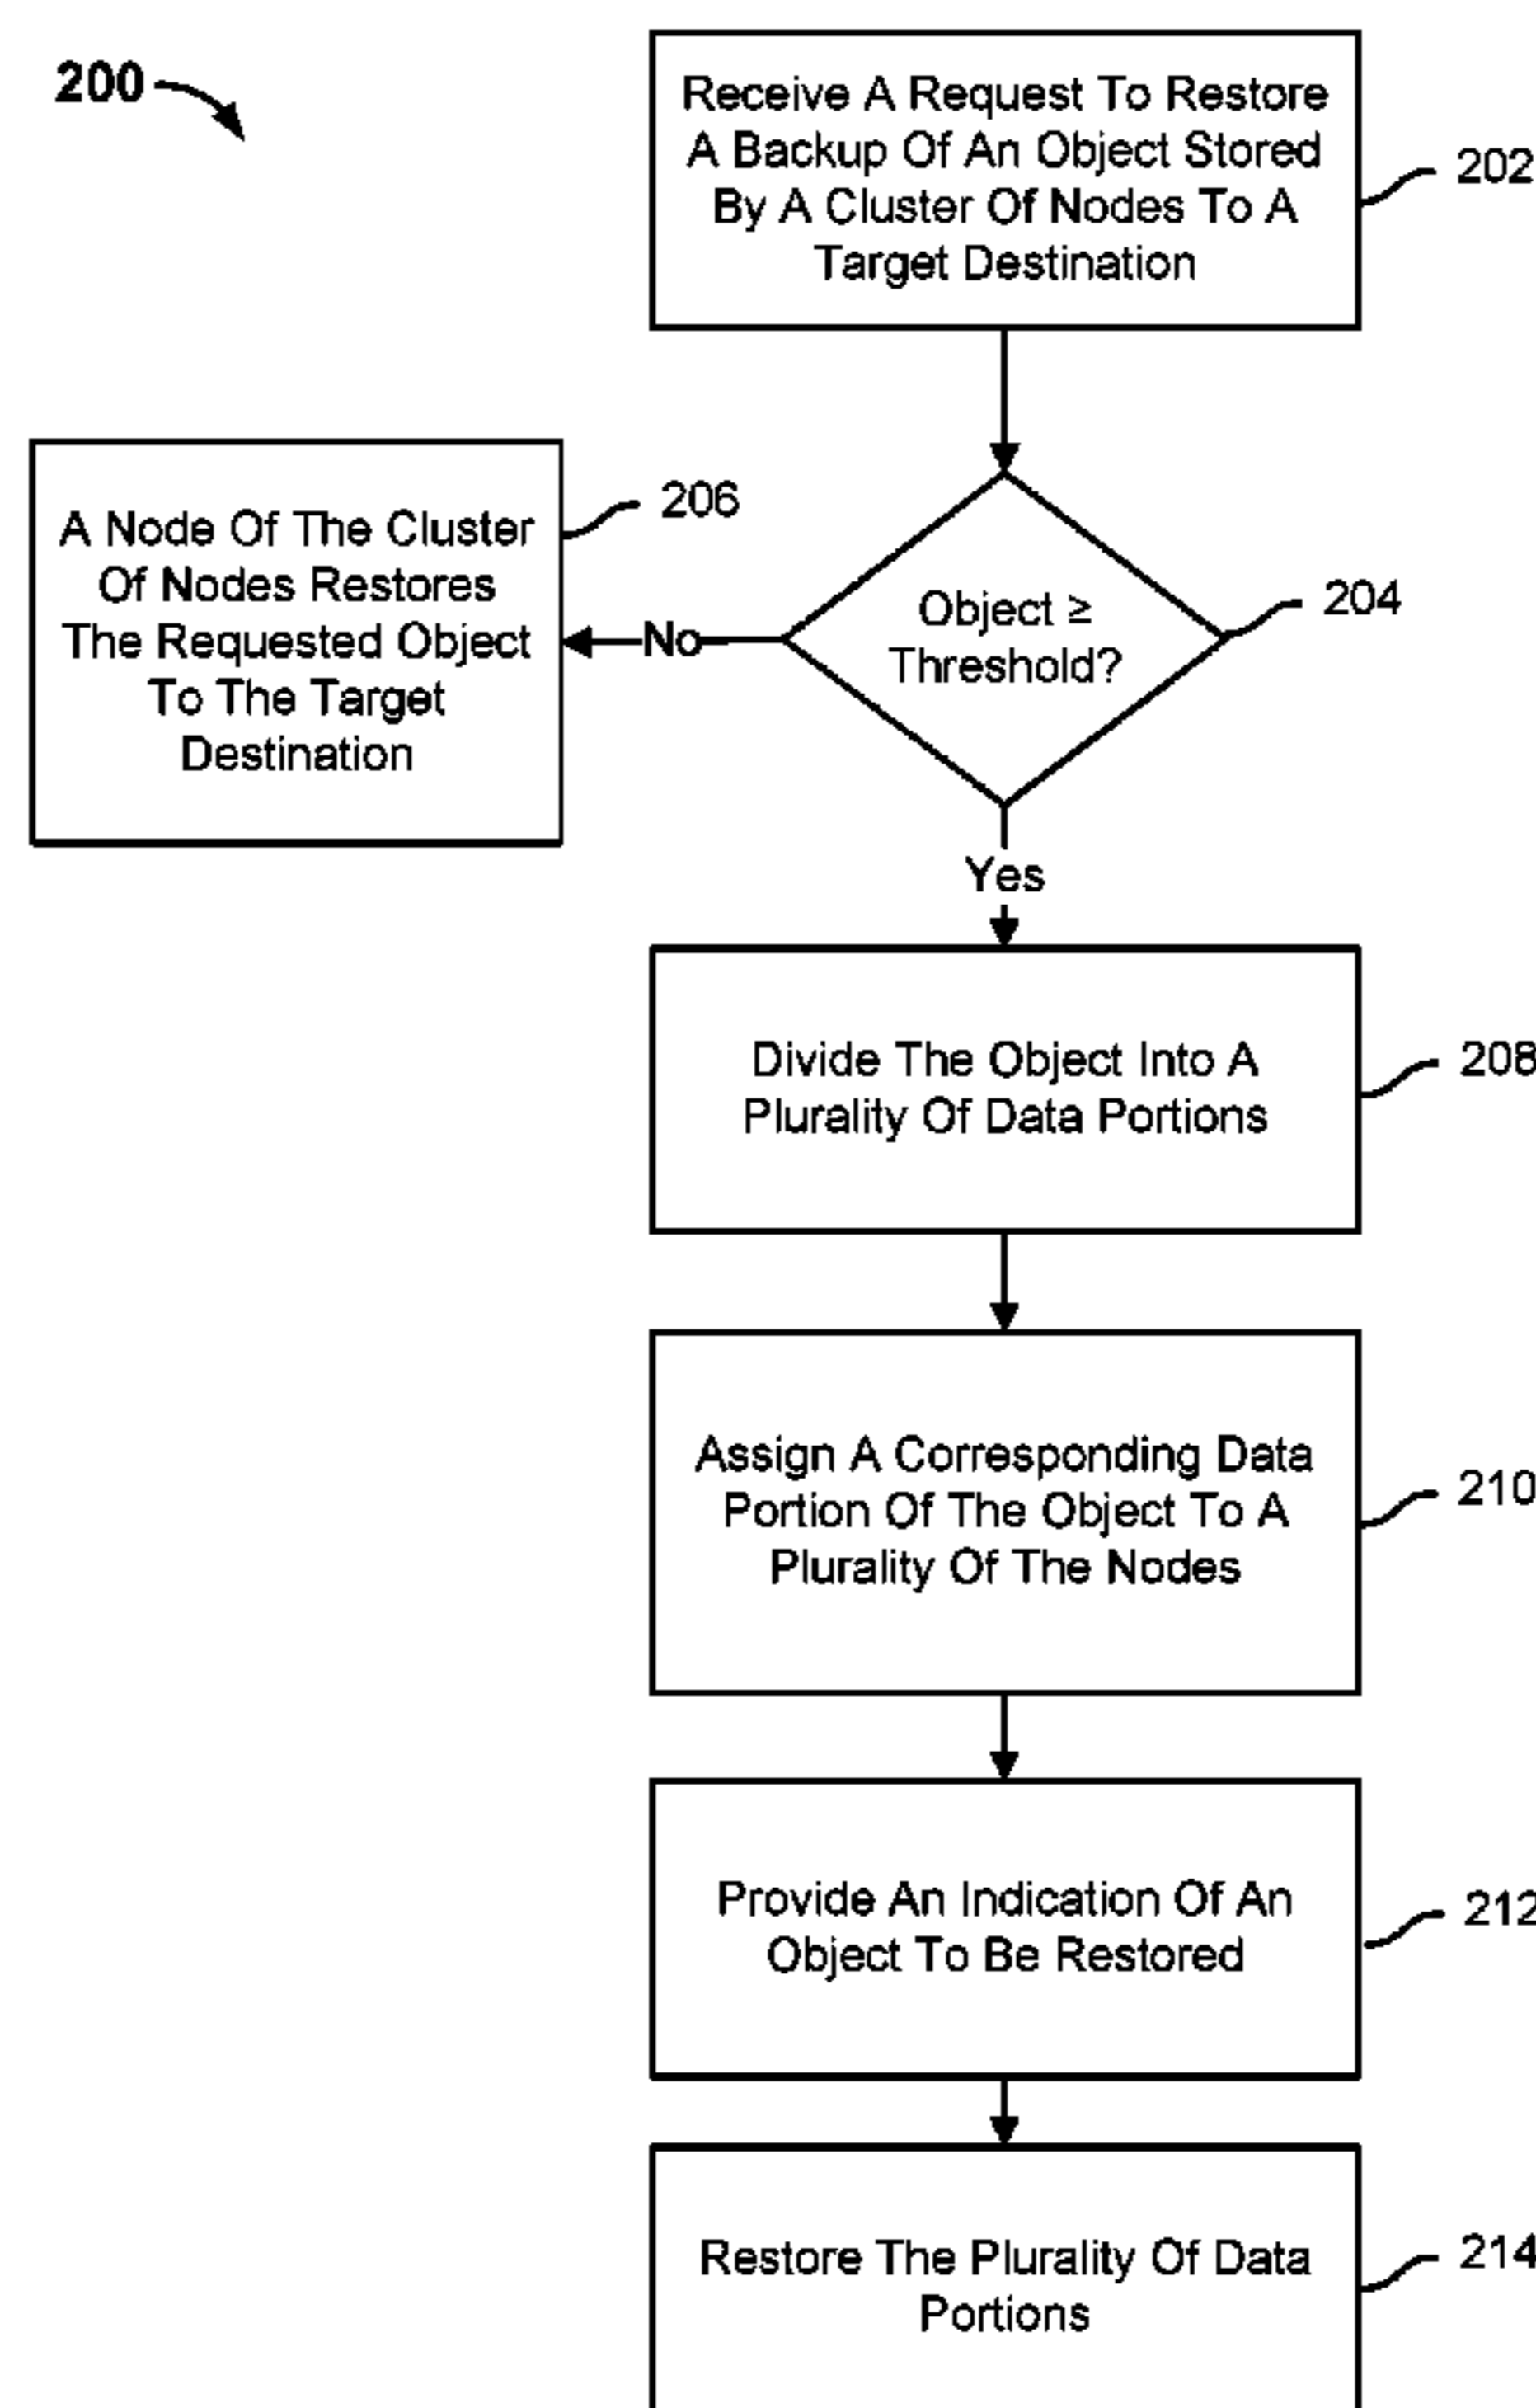 200
Receive A Request To Restore
A Backup Of An Object Stored
By A Cluster Of Nodes To A
Target Destination
202
A Node Of The Cluster
Of Nodes Restores
The Requested Object
To The Target
Destination
206
No
Object ≥
Threshold?
204
Yes
Divide The Object Into A
Plurality Of Data Portions
208
Assign A Corresponding Data
Portion Of The Object To A
Plurality Of The Nodes
210
Provide An Indication Of An
Object To Be Restored
212
Restore The Plurality Of Data
Portions
214